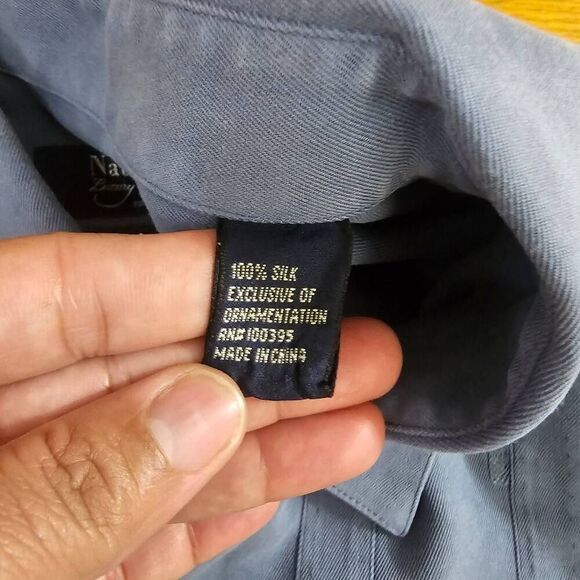 100% SILK
EXCLUSIVE OF
ORNAMENTATION
RN#100395
MADE IN CHINA